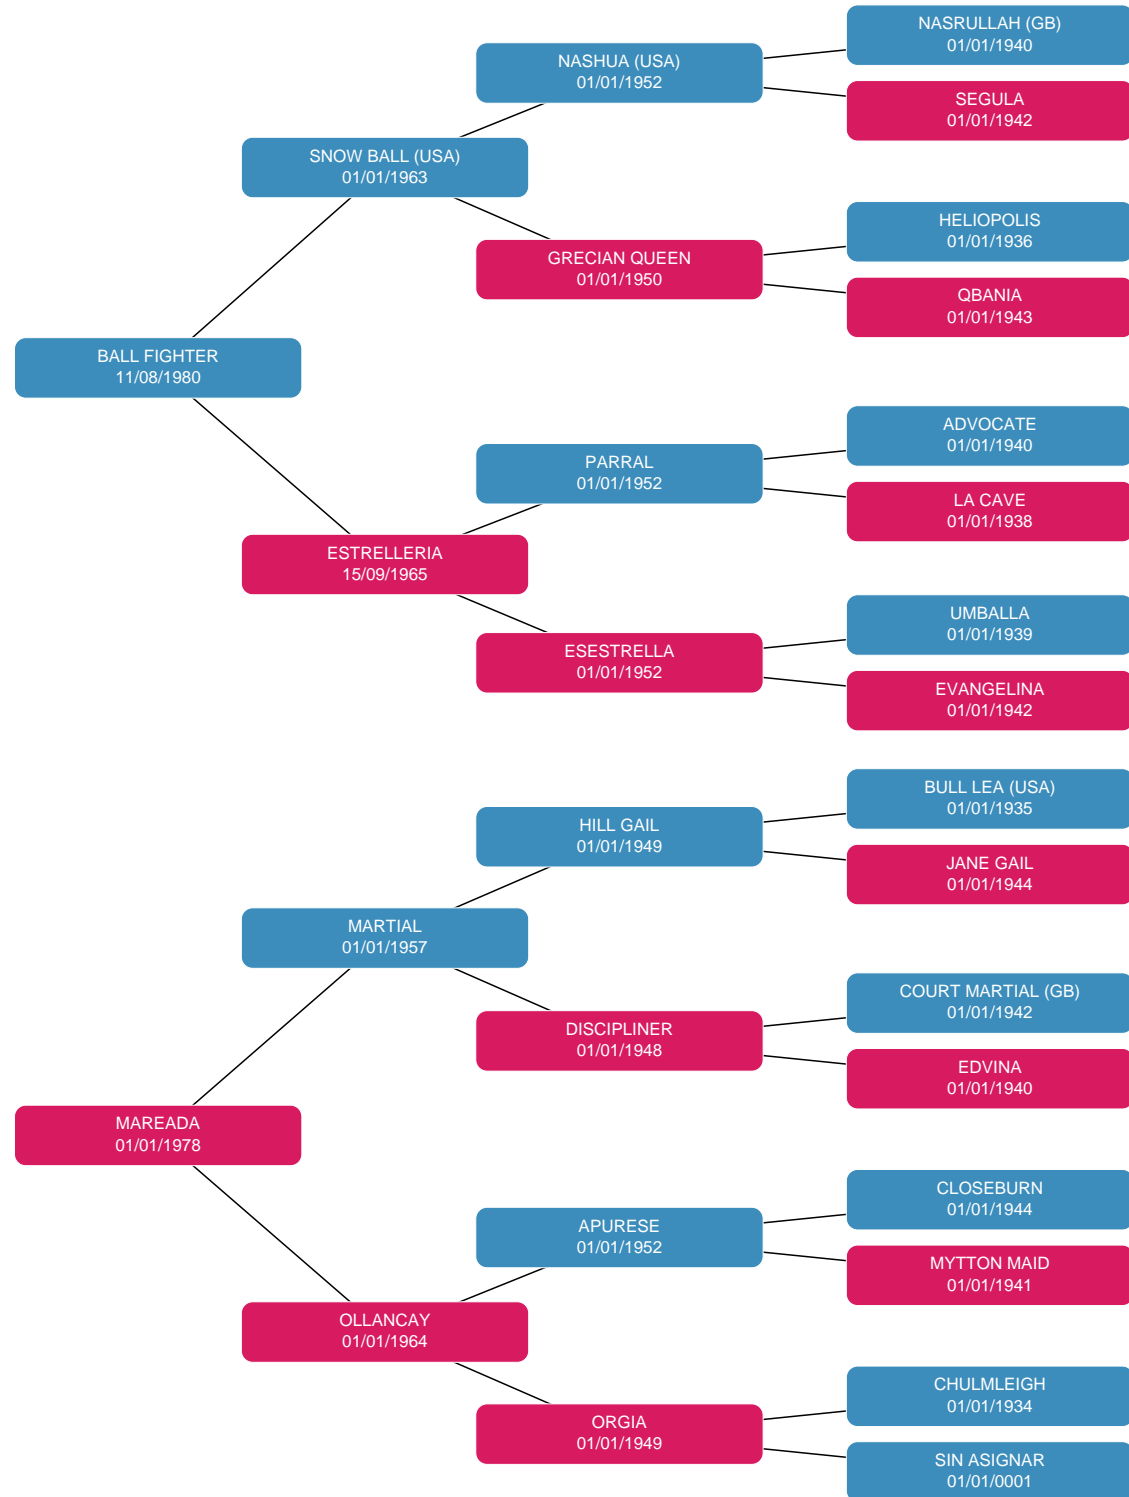 NASRULLAH (GB)
01/01/1940
NASHUA (USA)
01/01/1952
SEGULA
01/01/1942
SNOW BALL (USA)
01/01/1963
HELIOPOLIS
01/01/1936
GRECIAN QUEEN
01/01/1950
QBANIA
01/01/1943
BALL FIGHTER
11/08/1980
ADVOCATE
01/01/1940
PARRAL
01/01/1952
LA CAVE
01/01/1938
ESTRELLERIA
15/09/1965
UMBALLA
01/01/1939
ESESTRELLA
01/01/1952
EVANGELINA
01/01/1942
BULL LEA (USA)
01/01/1935
HILL GAIL
01/01/1949
JANE GAIL
01/01/1944
MARTIAL
01/01/1957
COURT MARTIAL (GB)
01/01/1942
DISCIPLINER
01/01/1948
EDVINA
01/01/1940
MAREADA
01/01/1978
CLOSEBURN
01/01/1944
APURESE
01/01/1952
MYTTON MAID
01/01/1941
OLLANCAY
01/01/1964
CHULMLEIGH
01/01/1934
ORGIA
01/01/1949
SIN ASIGNAR
01/01/0001